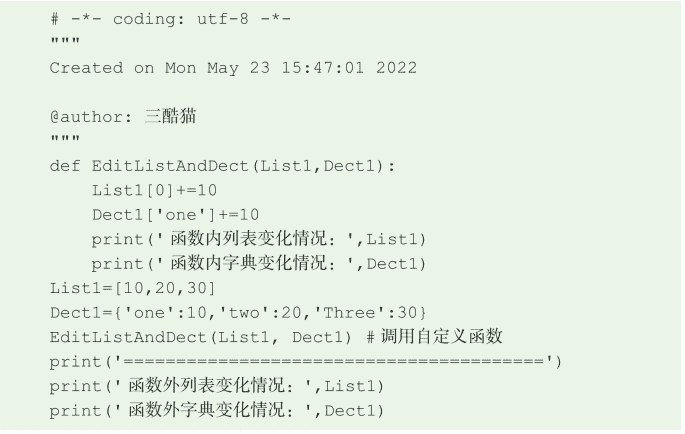 # -*- coding: utf-8 -*-
"""
Created on Mon May 23 15:47:01 2022
@author: 三酷猫
"""
def EditListAndDect(List1,Dect1):
    List1[0]+=10
    Dect1['one']+=10
    print('函数内列表变化情况：',List1)
    print('函数内字典变化情况：',Dect1)
List1=[10,20,30]
Dect1={'one':10,'two':20,'Three':30}
EditListAndDect(List1, Dect1) #调用自定义函数
print('========================================')
print('函数外列表变化情况：',List1)
print('函数外字典变化情况：',Dect1)